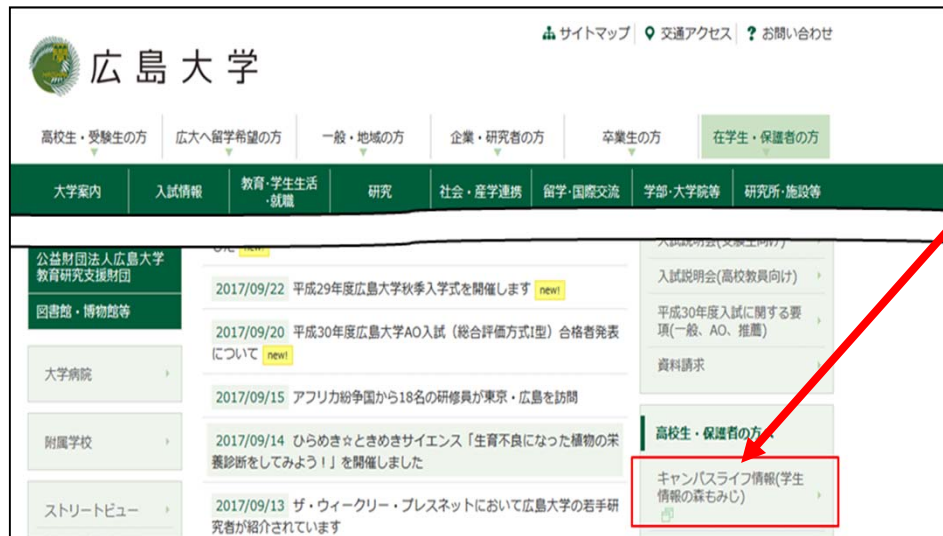 サイトマップ 交通アクセス ? お問い合わせ
広島大学
高校生・受験生の方 広大へ留学希望の方 一般・地域の方 企業・研究者の方 卒業生の方 在学生・保護者の方
大学案内 入試情報 教育・学生生活・就職 研究 社会・産学連携 留学・国際交流 学部・大学院等 研究所・施設等
公益財団法人広島大学
教育研究支援財団
図書館・博物館等
大学病院
附属学校
ストリートビュー
new!
2017/09/22 平成29年度広島大学秋季入学式を開催します new!
2017/09/20 平成30年度広島大学AO入試（総合評価方式I型）合格者発表
について new!
2017/09/15 アフリカ紛争国から18名の研修員が東京・広島を訪問
2017/09/14 ひらめき☆ときめきサイエンス「生育不良になった植物の栄
養診断をしてみよう！」を開催しました
2017/09/13 ザ・ウィークリー・プレスネットにおいて広島大学の若手研
究者が紹介されています
入試説明会(受験生向け)
入試説明会(高校教員向け)
平成30年度入試に関する要
項(一般、AO、推薦)
資料請求
高校生・保護者の方へ
キャンパスライフ情報(学生
情報の森もみじ)